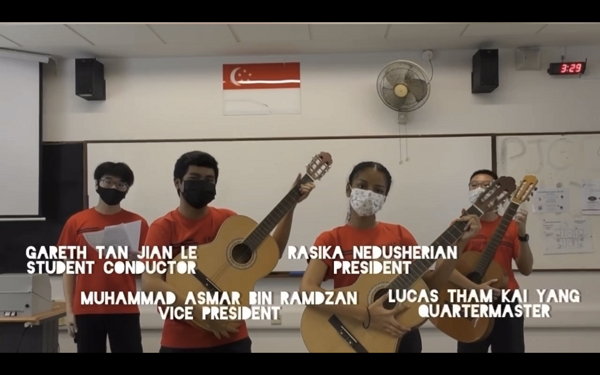 3:29
PJC
GARETH TAN JIAN LE
STUDENT CONDUCTOR
RASIKA NEDUSHERIAN
PRESIDENT
MUHAMMAD ASMAR BIN RAMDZAN
VICE PRESIDENT
LUCAS THAM KAI YANG
QUARTERMASTER